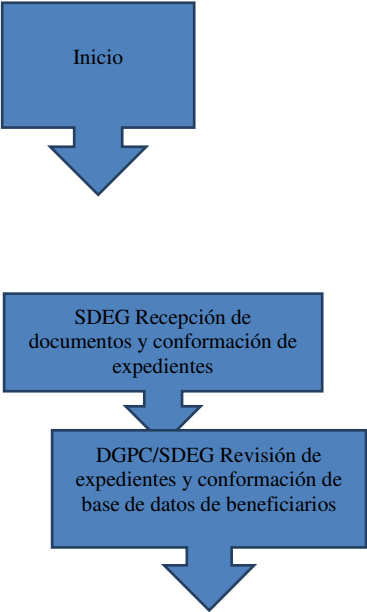 Inicio
SDEG Recepción de
documentos y conformación de
expedientes
DGPC/SDEG Revisión de
expedientes y conformación de
base de datos de beneficiarios